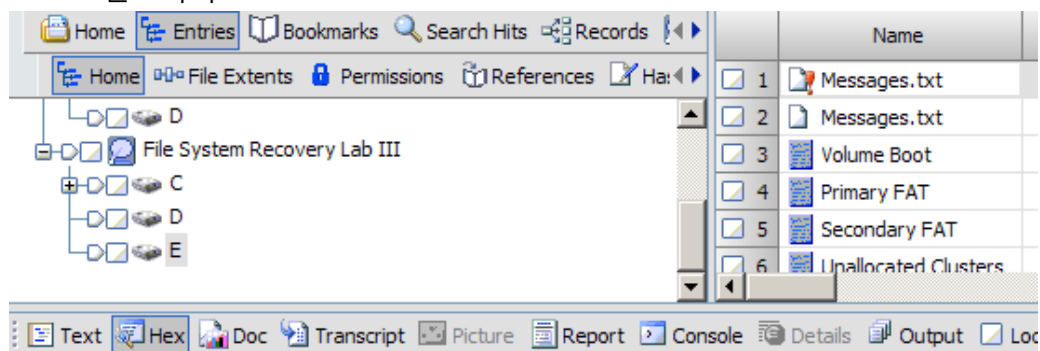 Home Entries Bookmarks Search Hits Records
Home File Extents Permissions References Has
D
File System Recovery Lab III
C
D
E
Name
1 Messages.txt
2 Messages.txt
3 Volume Boot
4 Primary FAT
5 Secondary FAT
6 Unallocated Clusters
Text Hex Doc Transcript Picture Report Console Details Output Loc